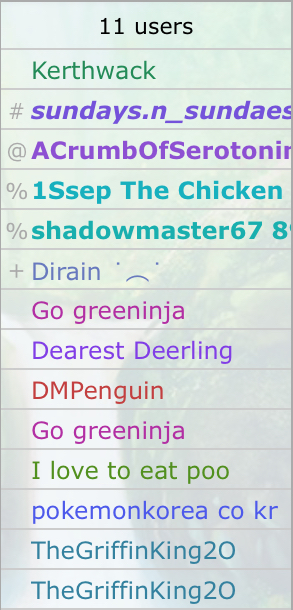 11 users
Kerthwack
# sundays.n_sundaes
@ ACrumbOfSerotonin
% 1Ssep The Chicken
% shadowmaster67 89
+ Dirain ˙ ͜ ˙
Go greeninja
Dearest Deerling
DMPenguin
Go greeninja
I love to eat poo
pokemonkorea co kr
TheGriffinKing2O
TheGriffinKing2O